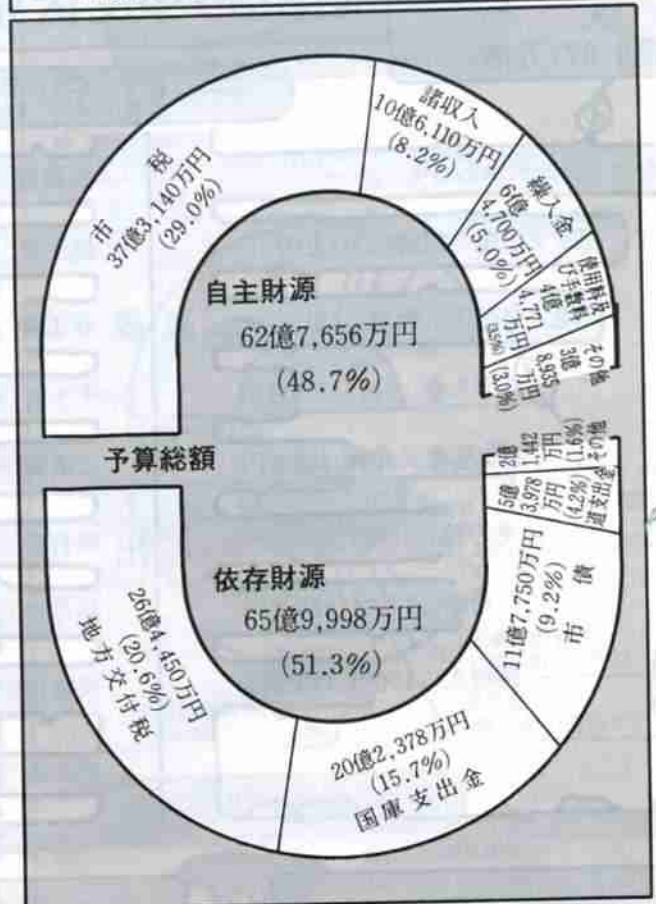 市税
37億3,140万円
(29.0%)
諸収入
10億6,110万円
(8.2%)
繰入金
6億
4,700万円
(5.0%)
使用料及
び手数料
4億
4,771
万円
(3.5%)
その他
3億
8,935
万円
(3.0%)
自主財源
62億7,656万円
(48.7%)
予算総額
依存財源
65億9,998万円
(51.3%)
その他
(1.6%)
2億
1,442
万円
道支出金
(4.2%)
5億
3,978
万円
11億7,750万円
(9.2%)
市債
20億2,378万円
(15.7%)
国庫支出金
26億4,450万円
(20.6%)
地方交付税